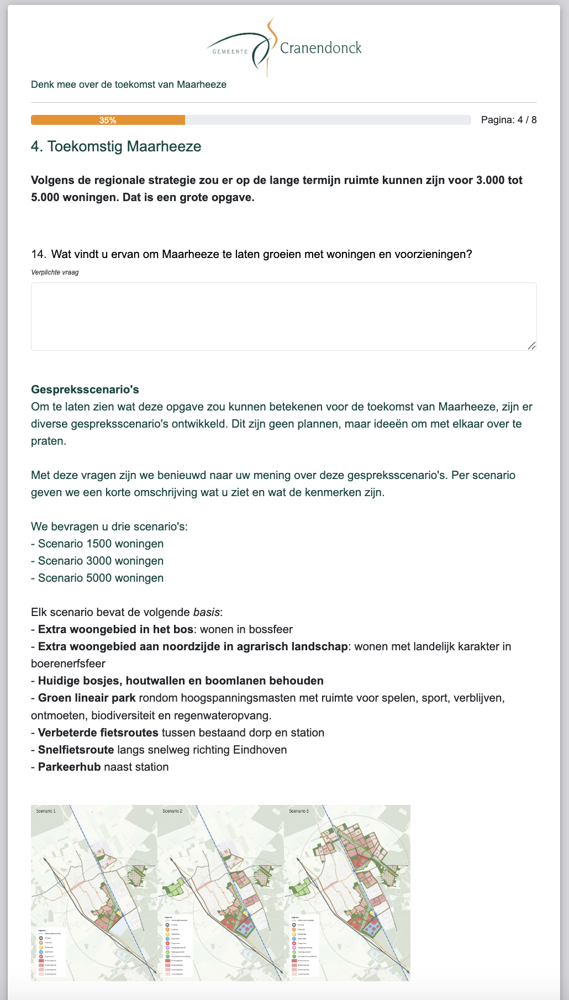 GEMEENTE Cranendonck
Denk mee over de toekomst van Maarheeze
35%
Pagina: 4 / 8
4. Toekomstig Maarheeze
Volgens de regionale strategie zou er op de lange termijn ruimte kunnen zijn voor 3.000 tot
5.000 woningen. Dat is een grote opgave.
14. Wat vindt u ervan om Maarheeze te laten groeien met woningen en voorzieningen?
Verplichte vraag
Gespreksscenario's
Om te laten zien wat deze opgave zou kunnen betekenen voor de toekomst van Maarheeze, zijn er
diverse gespreksscenario's ontwikkeld. Dit zijn geen plannen, maar ideeën om met elkaar over te
praten.
Met deze vragen zijn we benieuwd naar uw mening over deze gespreksscenario's. Per scenario
geven we een korte omschrijving wat u ziet en wat de kenmerken zijn.
We bevragen u drie scenario's:
- Scenario 1500 woningen
- Scenario 3000 woningen
- Scenario 5000 woningen
Elk scenario bevat de volgende basis:
- Extra woongebied in het bos: wonen in bossfeer
- Extra woongebied aan noordzijde in agrarisch landschap: wonen met landelijk karakter in
boerenerfsfeer
- Huidige bosjes, houtwallen en boomlanen behouden
- Groen lineair park rondom hoogspanningsmasten met ruimte voor spelen, sport, verblijven,
ontmoeten, biodiversiteit en regenwateropvang.
- Verbeterde fietsroutes tussen bestaand dorp en station
- Snelfietsroute langs snelweg richting Eindhoven
- Parkeerhub naast station
Scenario 1
Scenario 2
Scenario 3
Legenda
Legenda
Legenda